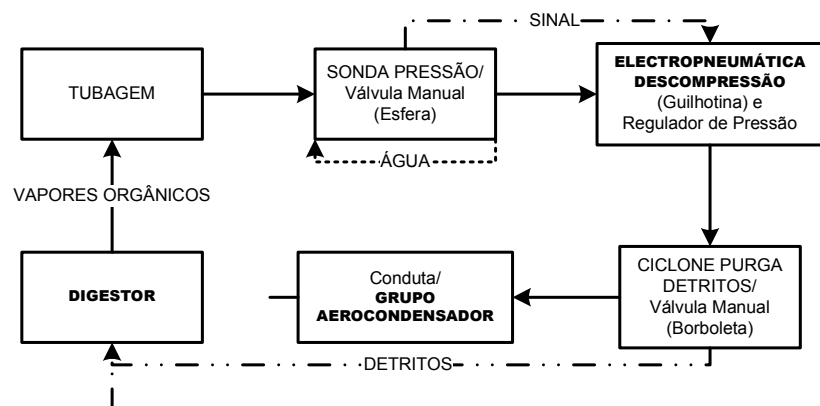 SINAL
TUBAGEM
SONDA PRESSÃO/
Válvula Manual
(Esfera)
ELECTROPNEUMÁTICA
DESCOMPRESSÃO
(Guilhotina) e
Regulador de Pressão
ÁGUA
VAPORES ORGÂNICOS
DIGESTOR
Conduta/
GRUPO
AEROCONDENSADOR
CICLONE PURGA
DETRITOS/
Válvula Manual
(Borboleta)
DETRITOS